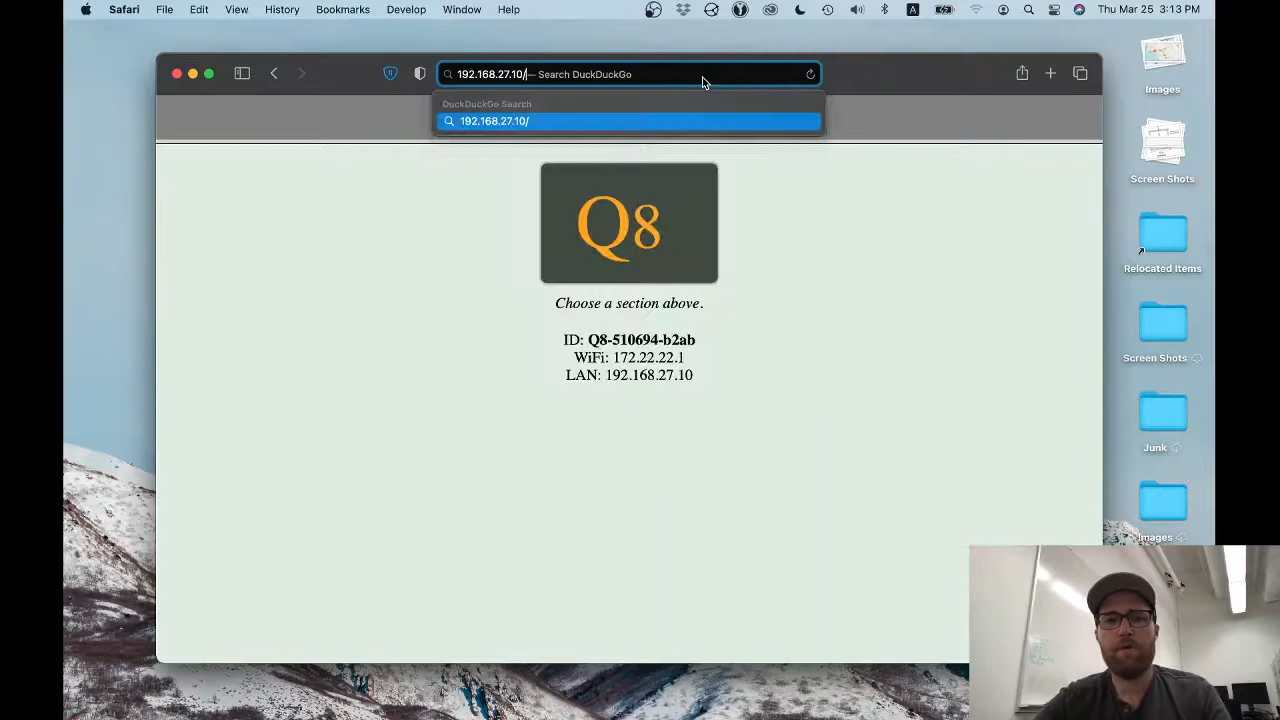 Safari File Edit View History Bookmarks Develop Window Help A Thu Mar 25 3:13 PM
192.168.27.10/ — Search DuckDuckGo
DuckDuckGo Search
192.168.27.10/
Q8
Choose a section above.
ID: Q8-510694-b2ab
WiFi: 172.22.22.1
LAN: 192.168.27.10
Images
Screen Shots
Relocated Items
Screen Shots
Junk
Images